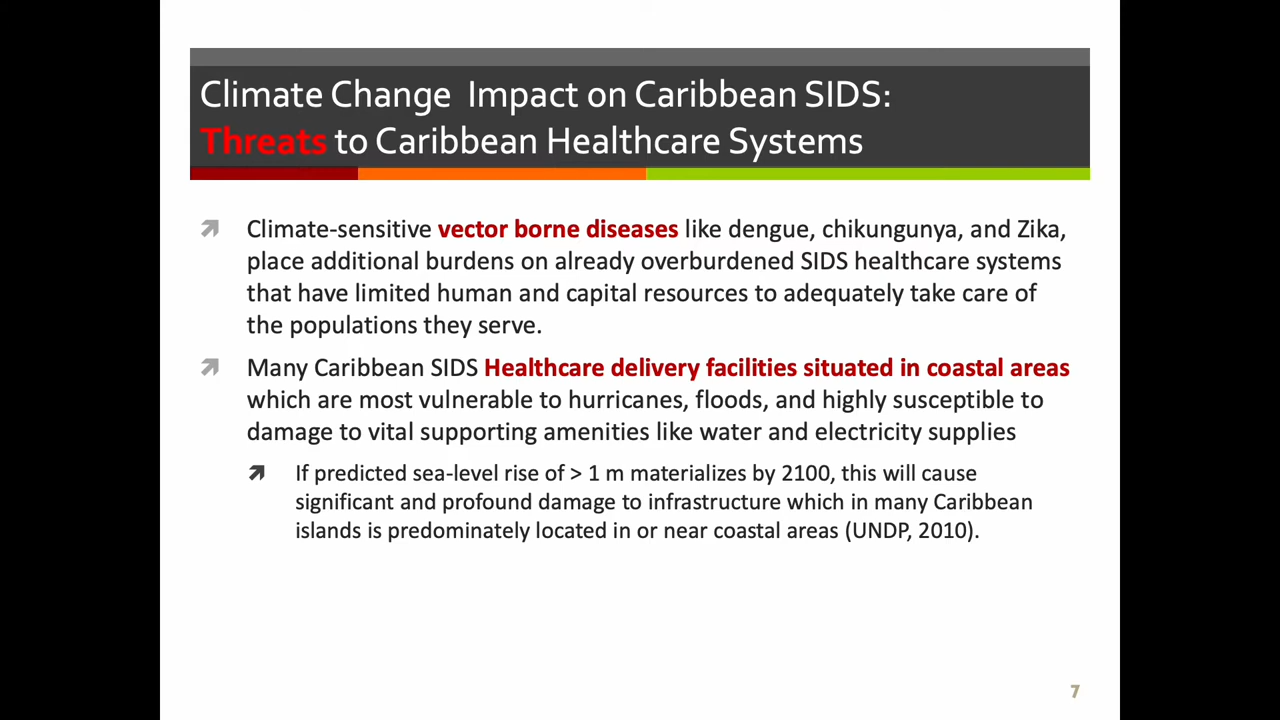 Climate Change  Impact on Caribbean SIDS:
Threats to Caribbean Healthcare Systems
Climate-sensitive vector borne diseases like dengue, chikungunya, and Zika,
place additional burdens on already overburdened SIDS healthcare systems
that have limited human and capital resources to adequately take care of
the populations they serve.
Many Caribbean SIDS Healthcare delivery facilities situated in coastal areas
which are most vulnerable to hurricanes, floods, and highly susceptible to
damage to vital supporting amenities like water and electricity supplies
If predicted sea-level rise of > 1 m materializes by 2100, this will cause
significant and profound damage to infrastructure which in many Caribbean
islands is predominately located in or near coastal areas (UNDP, 2010).
7